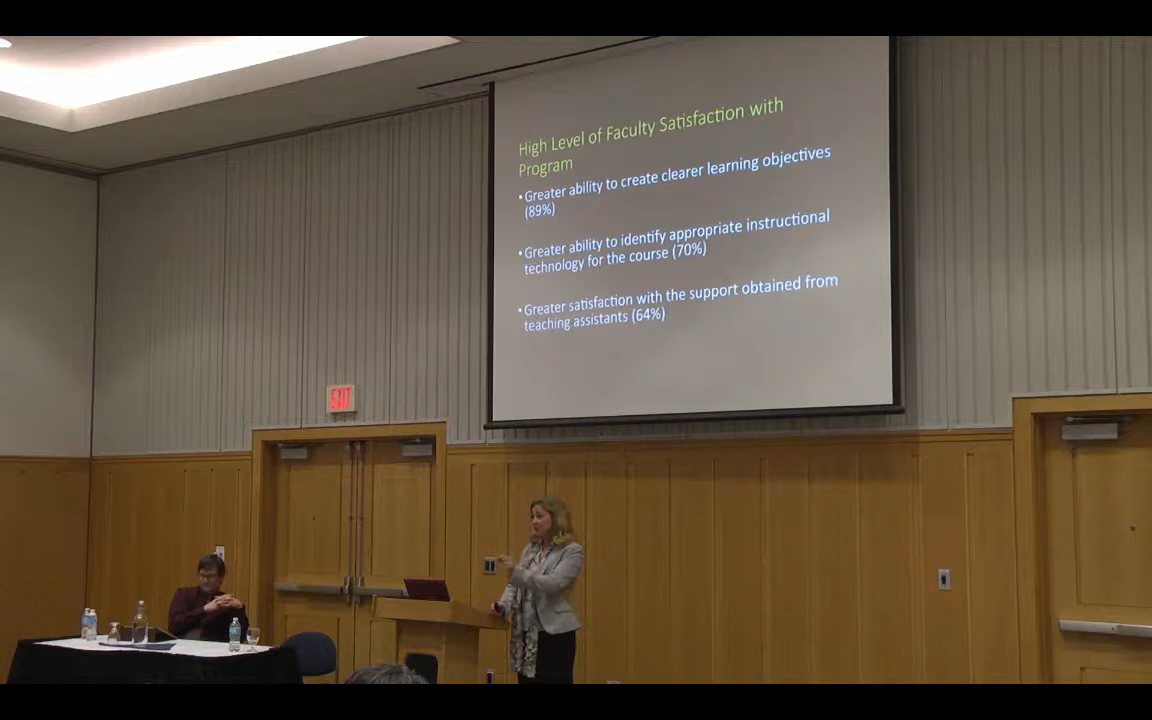 High Level of Faculty Satisfaction with
Program
•Greater ability to create clearer learning objectives
(89%)
•Greater ability to identify appropriate instructional
technology for the course (70%)
•Greater satisfaction with the support obtained from
teaching assistants (64%)
EXIT